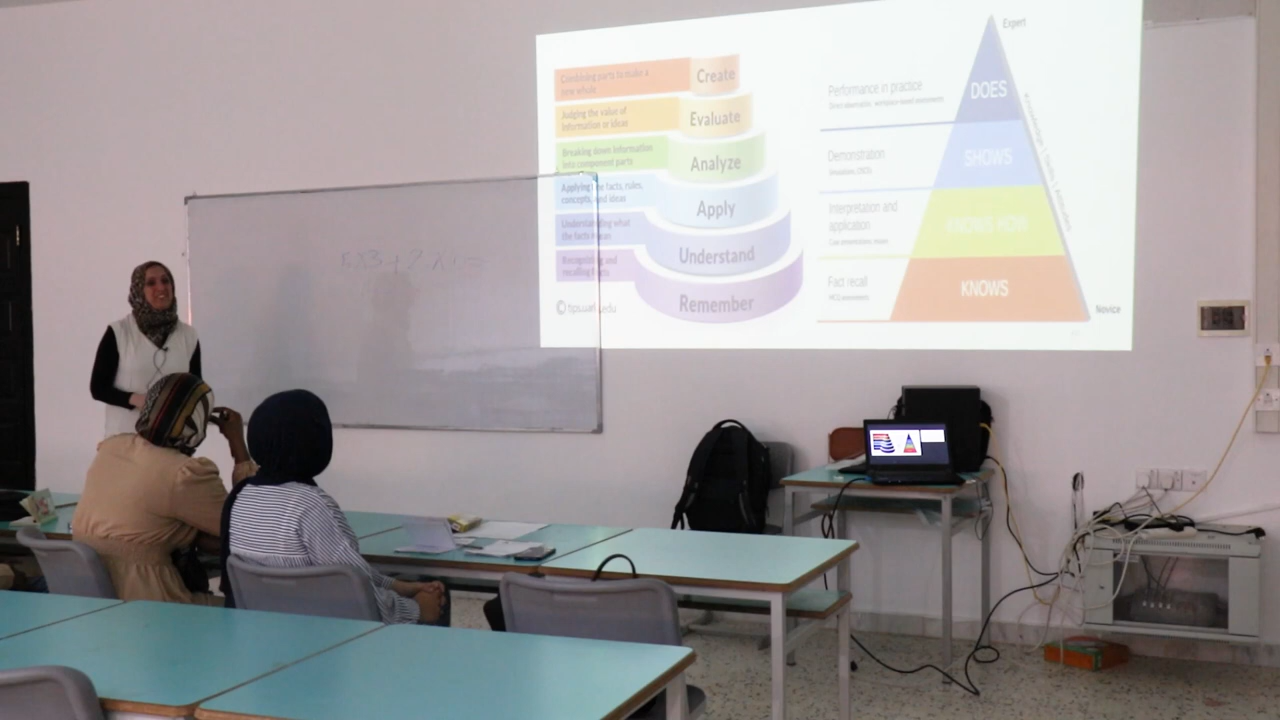 Combining parts to make a
new whole
Create
Judging the value of
information or ideas
Evaluate
Breaking down information
into component parts
Analyze
Applying the facts, rules,
concepts, and ideas
Apply
Understanding what
the facts mean
Understand
Recognizing and
recalling facts
Remember
Expert
Performance in practice
DOES
Demonstration
SHOWS
Interpretation and
application
KNOWS HOW
Fact recall
KNOWS
Novice